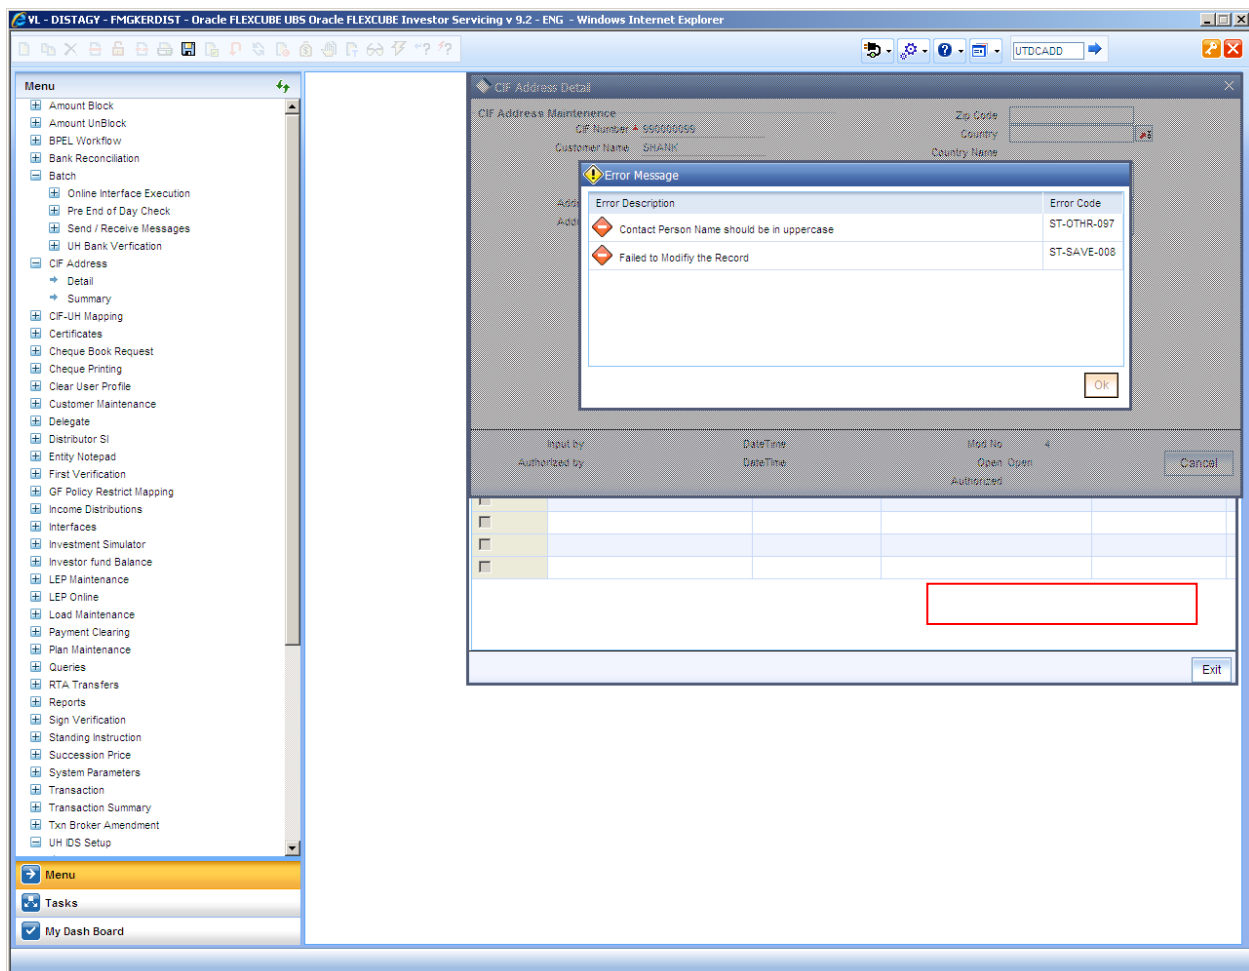 VL - DISTAGY - FMGKERDIST - Oracle FLEXCUBE UBS Oracle FLEXCUBE Investor Servicing v 9.2 - ENG - Windows Internet Explorer
UTDCADD
Menu
Amount Block
Amount UnBlock
BPEL Workflow
Bank Reconciliation
Batch
Online Interface Execution
Pre End of Day Check
Send / Receive Messages
UH Bank Verfication
CIF Address
Detail
Summary
CIF-UH Mapping
Certificates
Cheque Book Request
Cheque Printing
Clear User Profile
Customer Maintenance
Delegate
Distributor SI
Entity Notepad
First Verification
GF Policy Restrict Mapping
Income Distributions
Interfaces
Investment Simulator
Investor fund Balance
LEP Maintenance
LEP Online
Load Maintenance
Payment Clearing
Plan Maintenance
Queries
RTA Transfers
Reports
Sign Verification
Standing Instruction
Succession Price
System Parameters
Transaction
Transaction Summary
Txn Broker Amendment
UH IDS Setup
Menu
Tasks
My Dash Board
CIF Address Detail
CIF Address Maintenence
CIF Number 990000099
Customer Name SHANK
Zip Code
Country
Country Name
Addr
Addr
Error Message
Error Description Error Code
Contact Person Name should be in uppercase ST-OTHR-097
Failed to Modifiy the Record ST-SAVE-008
Ok
Input by DateTime Mod No 4
Authorized by DateTime Open Open
Authorized
Cancel
Exit